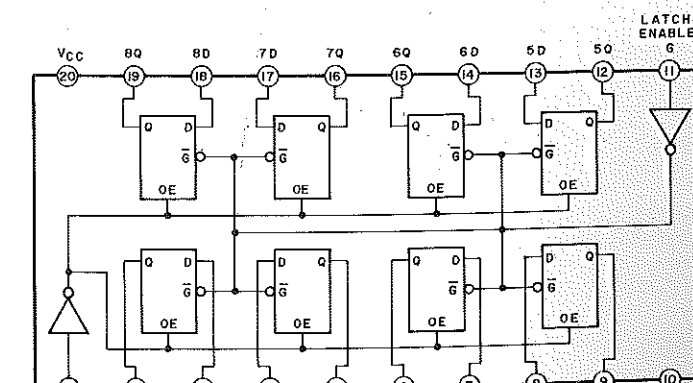 LATCH
ENABLE
VCC 8Q 8D 7D 7Q 6Q 6D 5D 5Q G
20 19 18 17 16 15 14 13 12 11
Q D D Q Q D D Q
G G G G
OE OE OE OE
Q D D Q Q D D Q
G G G G
OE OE OE OE
9 10